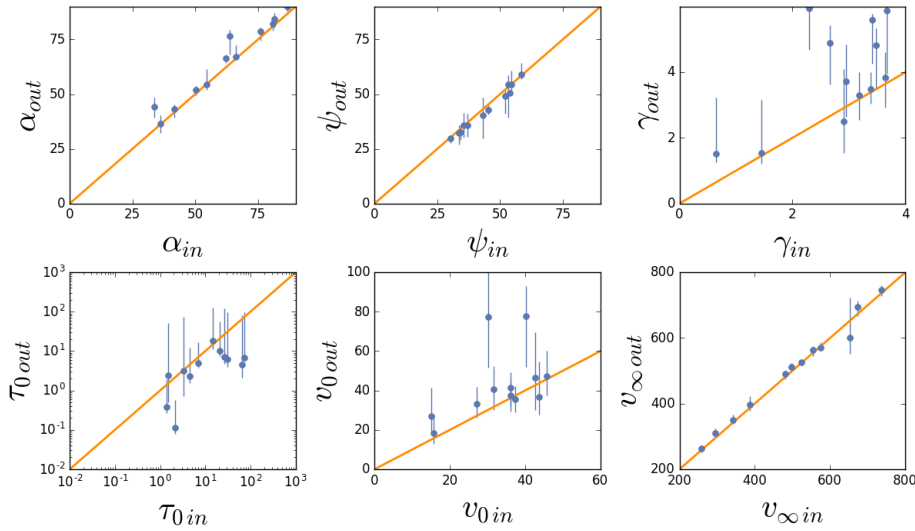 90 50 0
α_out
0 25 50 75
α_in
75 50 25 0
ψ_out
0 25 50 75
ψ_in
4 2 0
γ_out
0 2 4
γ_in
10^3 10^2 10^1 10^0 10^-1 10^-2
τ_0 out
10^-2 10^-1 10^0 10^1 10^2 10^3
τ_0 in
100 80 60 40 20 0
v_0 out
0 20 40 60
v_0 in
800 600 400 200
v_∞ out
200 300 400 500 600 700 800
v_∞ in